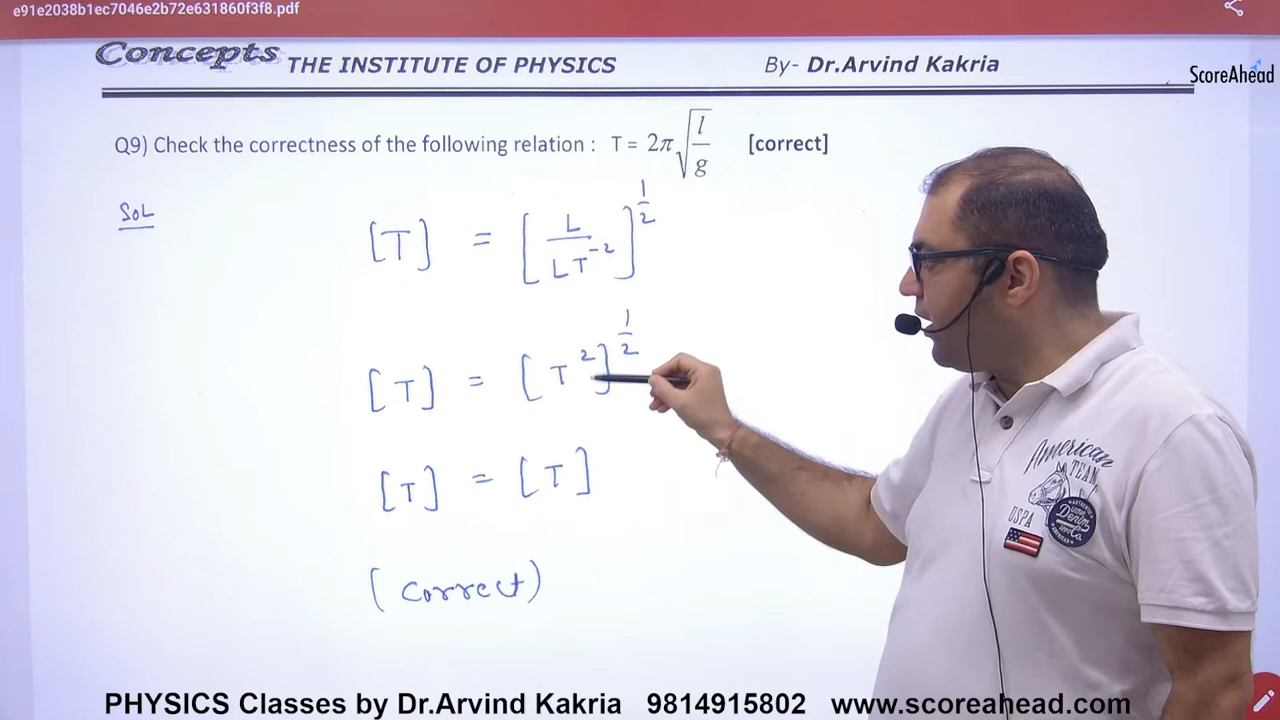 e91e2038b1ec7046e2b72e631860f3f8.pdf
Concepts THE INSTITUTE OF PHYSICS By- Dr.Arvind Kakria
ScoreAhead
Q9) Check the correctness of the following relation : T = 2π√(l/g) [correct]
SOL
[T] = [L/LT⁻²]^(1/2)
[T] = [T²]^(1/2)
[T] = [T]
(correct)
American
TEAM
USPA
Denim
Co.
PHYSICS Classes by Dr.Arvind Kakria 9814915802 www.scoreahead.com